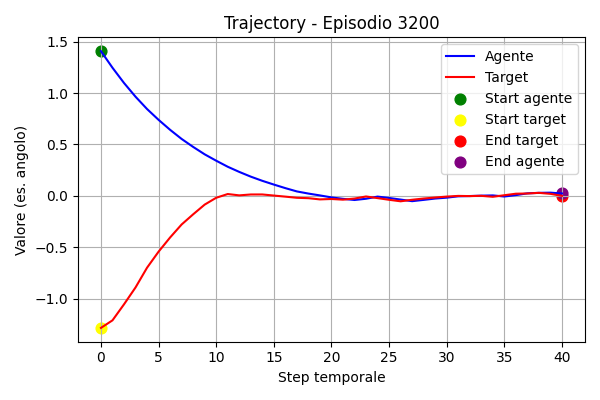 Trajectory - Episodio 3200
Valore (es. angolo)
1.5
1.0
0.5
0.0
−0.5
−1.0
Agente
Target
Start agente
Start target
End target
End agente
0 5 10 15 20 25 30 35 40
Step temporale